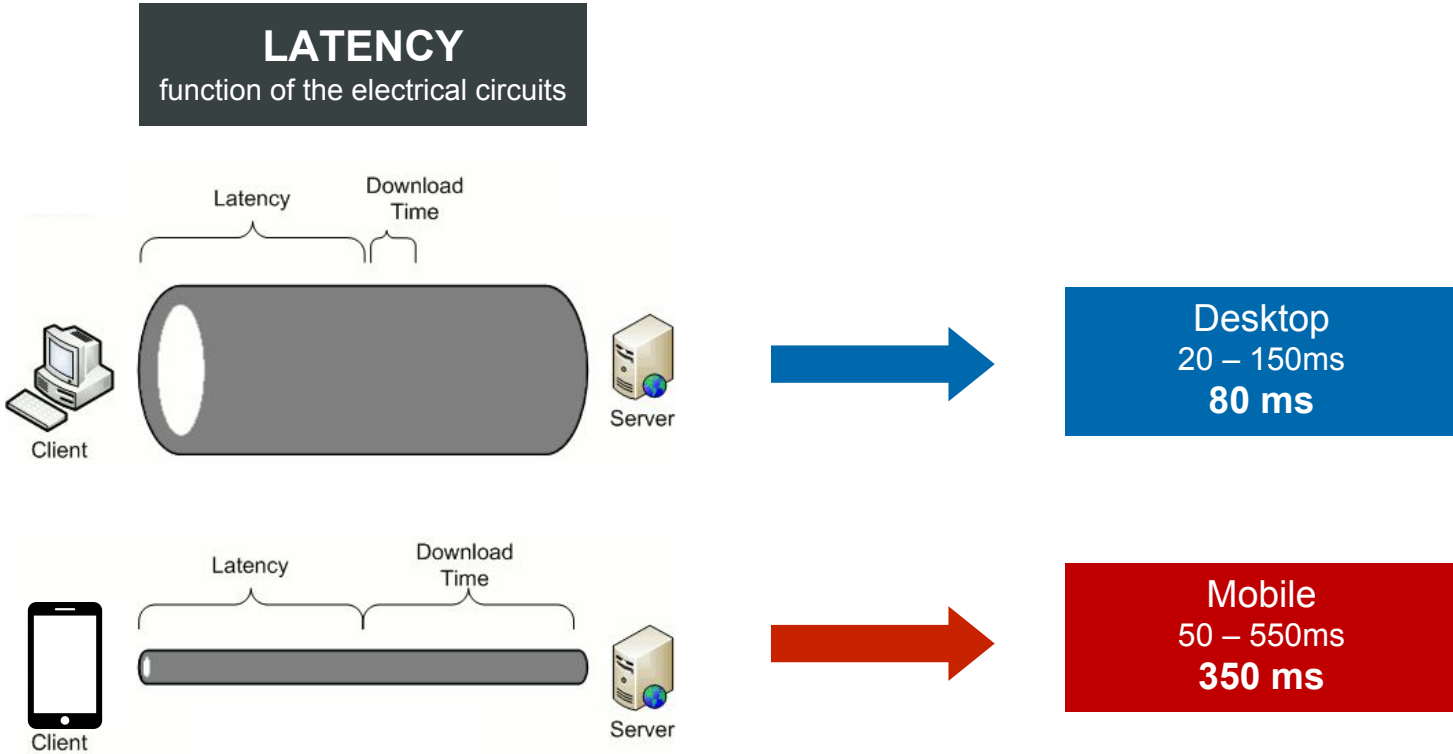 LATENCY
function of the electrical circuits
Latency
Download
Time
Client
Server
Desktop
20 – 150ms
80 ms
Latency
Download
Time
Client
Server
Mobile
50 – 550ms
350 ms